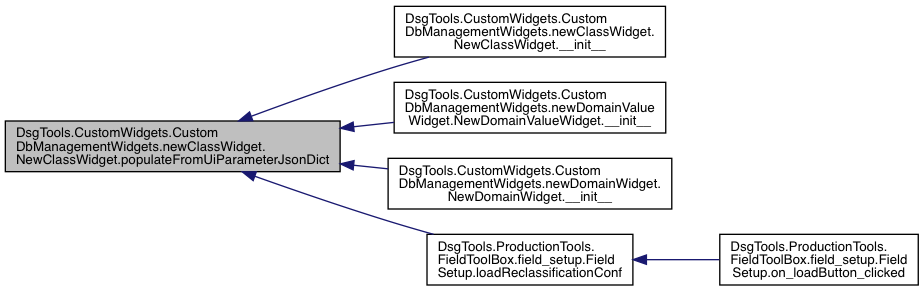 DsgTools.CustomWidgets.Custom
DbManagementWidgets.newClassWidget.
NewClassWidget.__init__
DsgTools.CustomWidgets.Custom
DbManagementWidgets.newDomainValue
Widget.NewDomainValueWidget.__init__
DsgTools.CustomWidgets.Custom
DbManagementWidgets.newClassWidget.
NewClassWidget.populateFromUiParameterJsonDict
DsgTools.CustomWidgets.Custom
DbManagementWidgets.newDomainWidget.
NewDomainWidget.__init__
DsgTools.ProductionTools.
FieldToolBox.field_setup.Field
Setup.loadReclassificationConf
DsgTools.ProductionTools.
FieldToolBox.field_setup.Field
Setup.on_loadButton_clicked